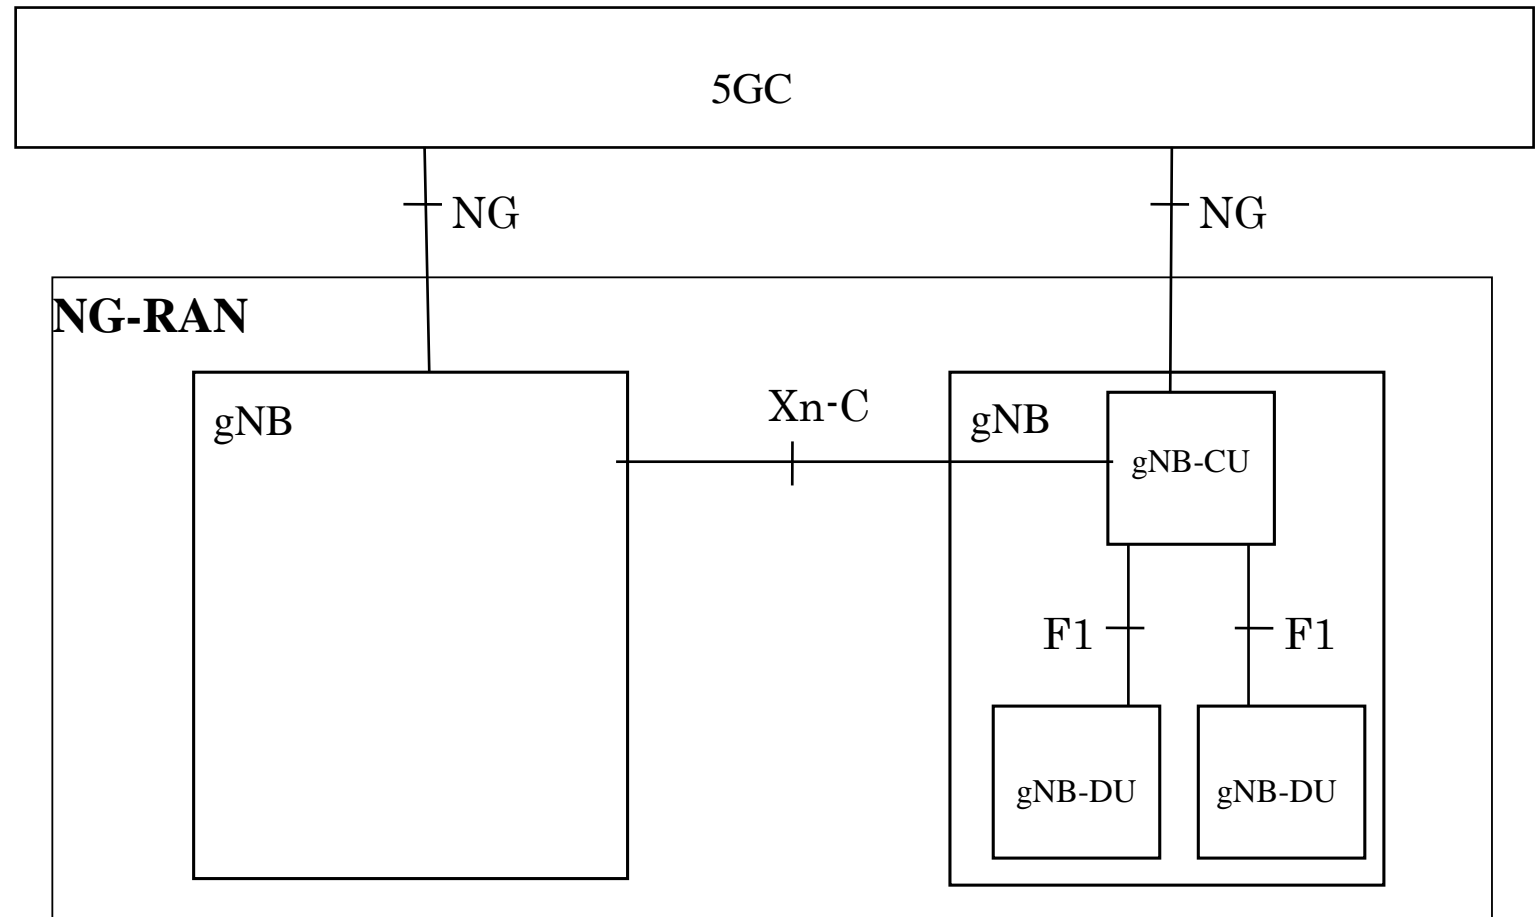 5GC
NG
NG
NG-RAN
gNB
Xn-C
gNB
gNB-CU
F1
F1
gNB-DU
gNB-DU